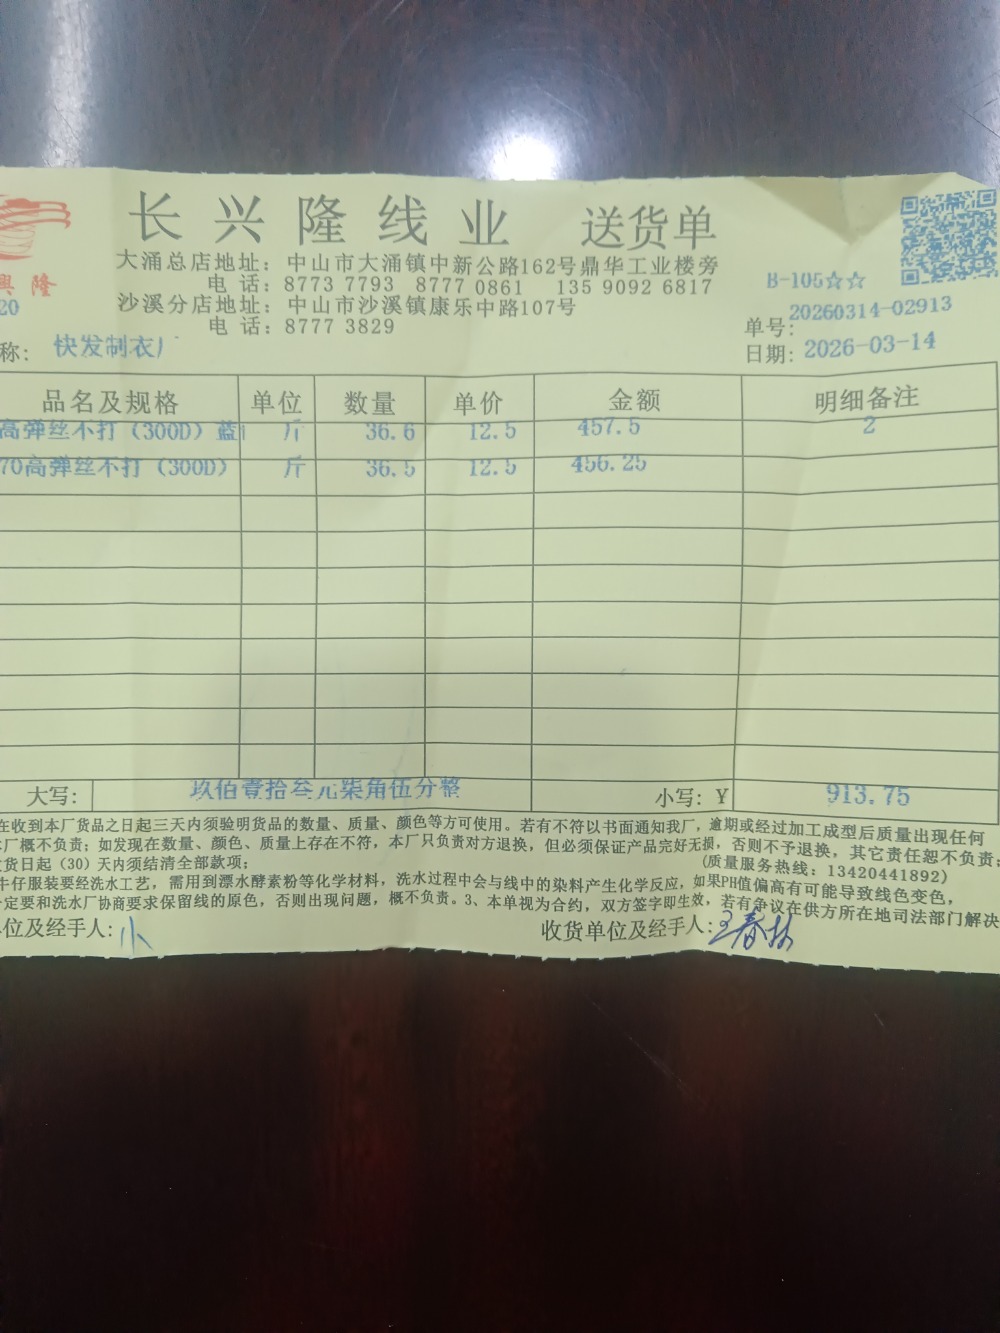 长兴隆线业 送货单
興隆
大涌总店地址：中山市大涌镇中新公路162号鼎华工业楼旁
电 话：8773 7793 8777 0861 135 9092 6817
沙溪分店地址：中山市沙溪镇康乐中路107号
电 话：8777 3829
B-105☆☆
20
单号：20260314-02913
称：快发制衣厂
日期：2026-03-14
品名及规格 单位 数量 单价 金额 明细备注
高弹丝不打（300D）蓝 斤 36.6 12.5 457.5 2
70高弹丝不打（300D） 斤 36.5 12.5 456.25
大写： 玖佰壹拾叁元柒角伍分整 小写：￥ 913.75
在收到本厂货品之日起三天内须验明货品的数量、质量、颜色等方可使用。若有不符以书面通知我厂，逾期或经过加工成型后质量出现任何
厂概不负责；如发现在数量、颜色、质量上存在不符，本厂只负责对方退换，但必须保证产品完好无损，否则不予退换，其它责任恕不负责；
货日起（30）天内须结清全部款项； （质量服务热线：13420441892）
牛仔服装要经洗水工艺，需用到漂水酵素粉等化学材料，洗水过程中会与线中的染料产生化学反应，如果PH值偏高有可能导致线色变色，
定要和洗水厂协商要求保留线的原色，否则出现问题，概不负责。3、本单视为合约，双方签字即生效，若有争议在供方所在地司法部门解决
位及经手人：小 收货单位及经手人：王春林